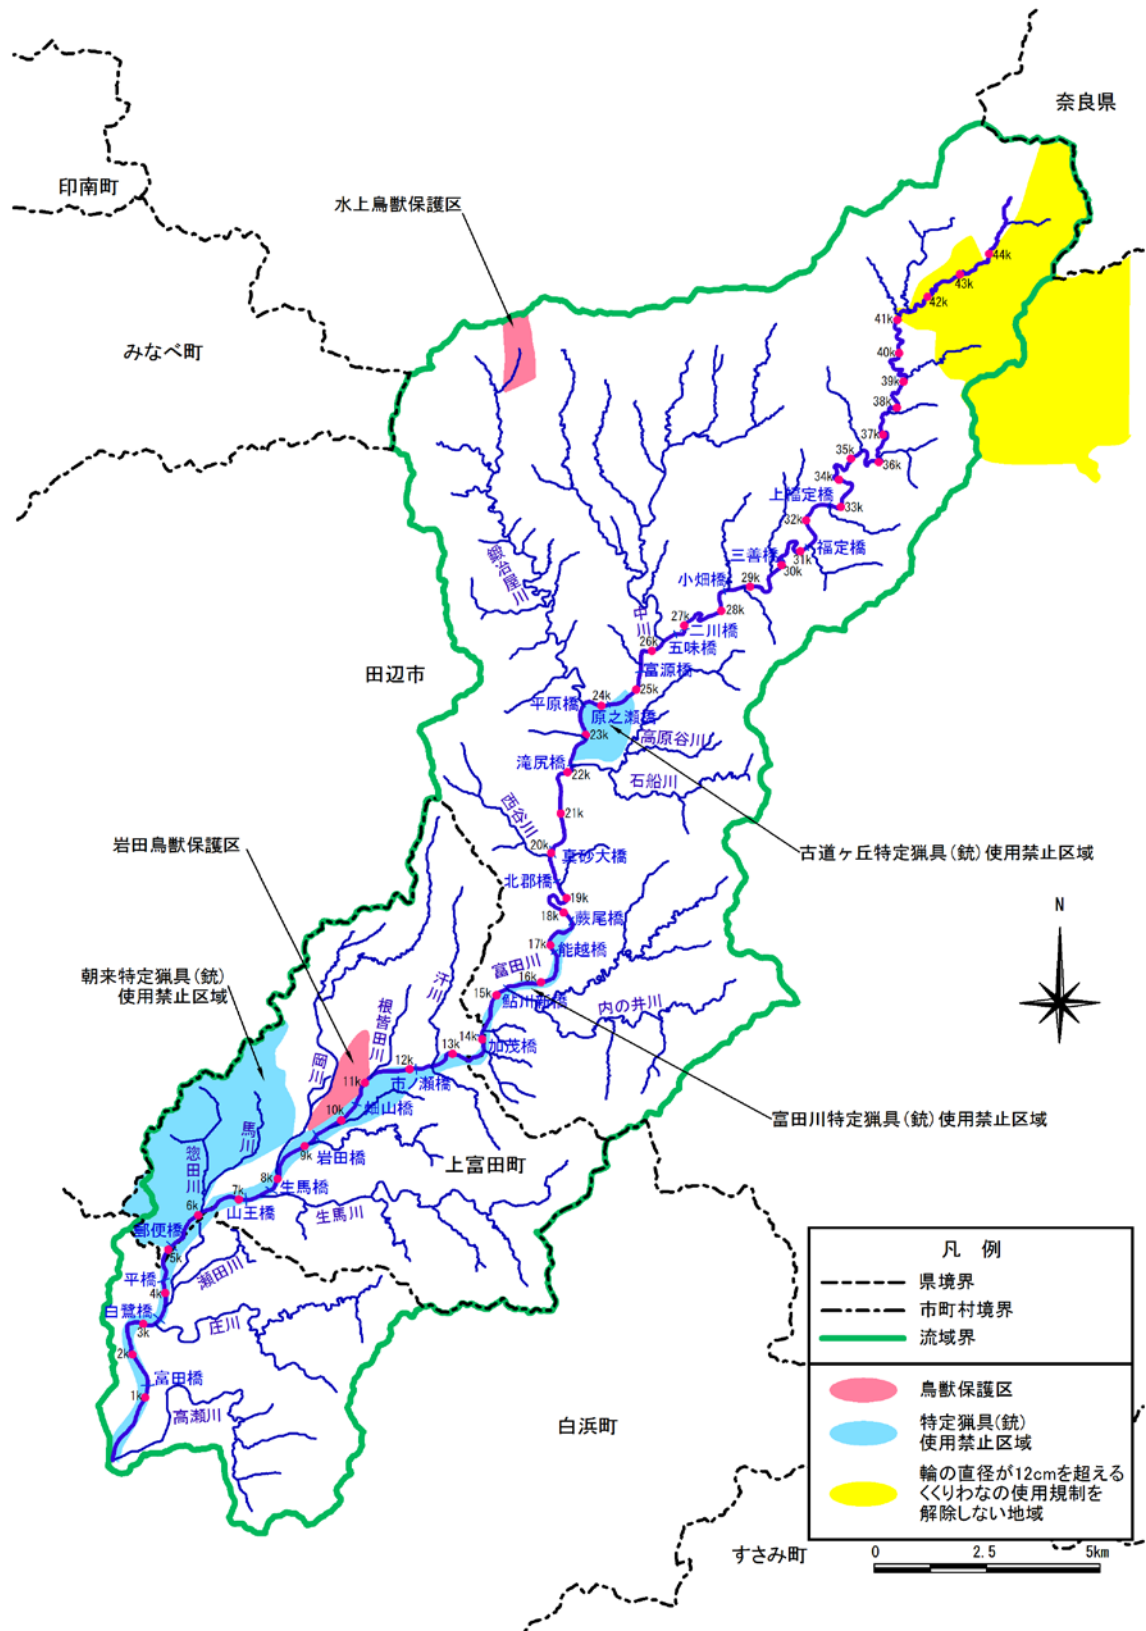 奈良県
印南町
水上鳥獣保護区
みなべ町
44k
43k
42k
41k
40k
39k
38k
37k
36k
35k
34k
上福定橋
33k
32k
福定橋
31k
三善橋
30k
鍛治屋川
小畑橋
29k
28k
中川
27k
二川橋
26k
五味橋
田辺市
富源橋
25k
24k
平原橋
原之瀬橋
23k
高原谷川
滝尻橋
22k
石船川
西谷川
21k
岩田鳥獣保護区
20k
真砂大橋
古道ヶ丘特定猟具(銃)使用禁止区域
北郡橋
19k
18k
蕨尾橋
N
17k
能越橋
富田川
16k
朝来特定猟具(銃)
使用禁止区域
汗川
15k
鮎川新橋
内の井川
根皆田川
14k
加茂橋
13k
岡川
12k
市ノ瀬橋
11k
畑山橋
10k
富田川特定猟具(銃)使用禁止区域
馬川
岩田橋
9k
惣田川
上富田町
8k
生馬橋
7k
山王橋
生馬川
6k
郵便橋
5k
瀬田川
平橋
4k
白鷺橋
3k
庄川
2k
富田橋
1k
高瀬川
白浜町
すさみ町
凡 例
県境界
市町村境界
流域界
鳥獣保護区
特定猟具(銃)
使用禁止区域
輪の直径が12cmを超える
くくりわなの使用規制を
解除しない地域
0 2.5 5km